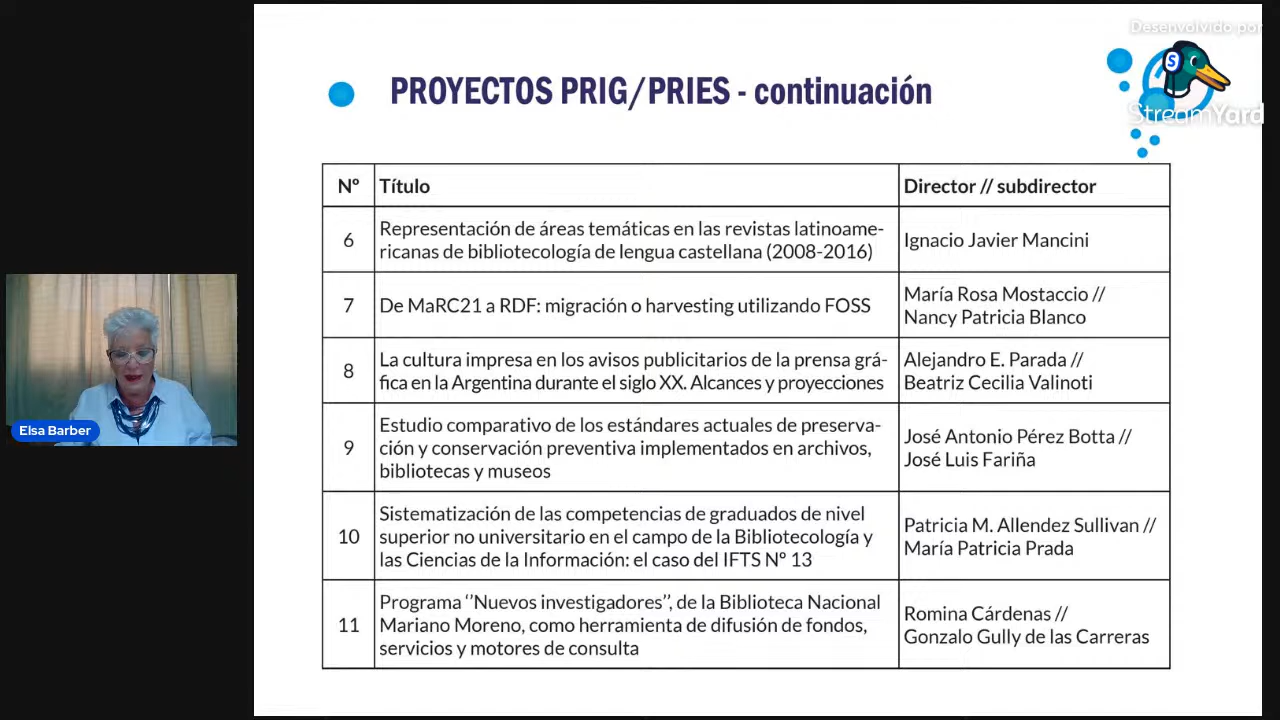 Desenvolvido por
StreamYard
PROYECTOS PRIG/PRIES - continuación
Nº Título Director // subdirector
6 Representación de áreas temáticas en las revistas latinoame-
ricanas de bibliotecología de lengua castellana (2008-2016)
Ignacio Javier Mancini
7 De MaRC21 a RDF: migración o harvesting utilizando FOSS
María Rosa Mostaccio //
Nancy Patricia Blanco
8 La cultura impresa en los avisos publicitarios de la prensa grá-
fica en la Argentina durante el siglo XX. Alcances y proyecciones
Alejandro E. Parada //
Beatriz Cecilia Valinoti
9 Estudio comparativo de los estándares actuales de preserva-
ción y conservación preventiva implementados en archivos,
bibliotecas y museos
José Antonio Pérez Botta //
José Luis Fariña
10 Sistematización de las competencias de graduados de nivel
superior no universitario en el campo de la Bibliotecología y
las Ciencias de la Información: el caso del IFTS Nº 13
Patricia M. Allendez Sullivan //
María Patricia Prada
11 Programa ‘’Nuevos investigadores’’, de la Biblioteca Nacional
Mariano Moreno, como herramienta de difusión de fondos,
servicios y motores de consulta
Romina Cárdenas //
Gonzalo Gully de las Carreras
Elsa Barber